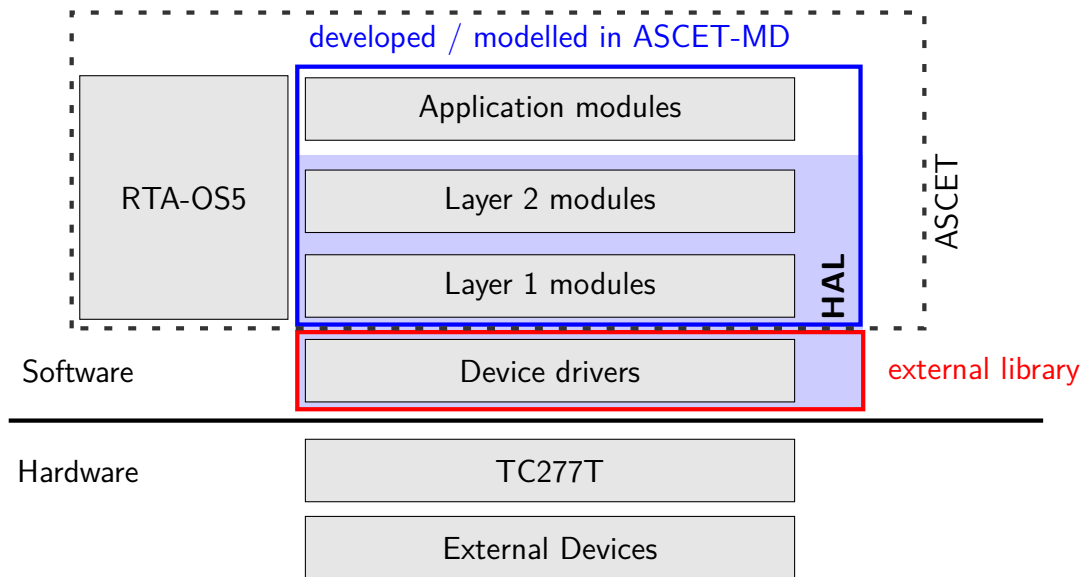 developed / modelled in ASCET-MD
Application modules
RTA-OS5
Layer 2 modules
ASCET
Layer 1 modules
HAL
Software
Device drivers
external library
Hardware
TC277T
External Devices